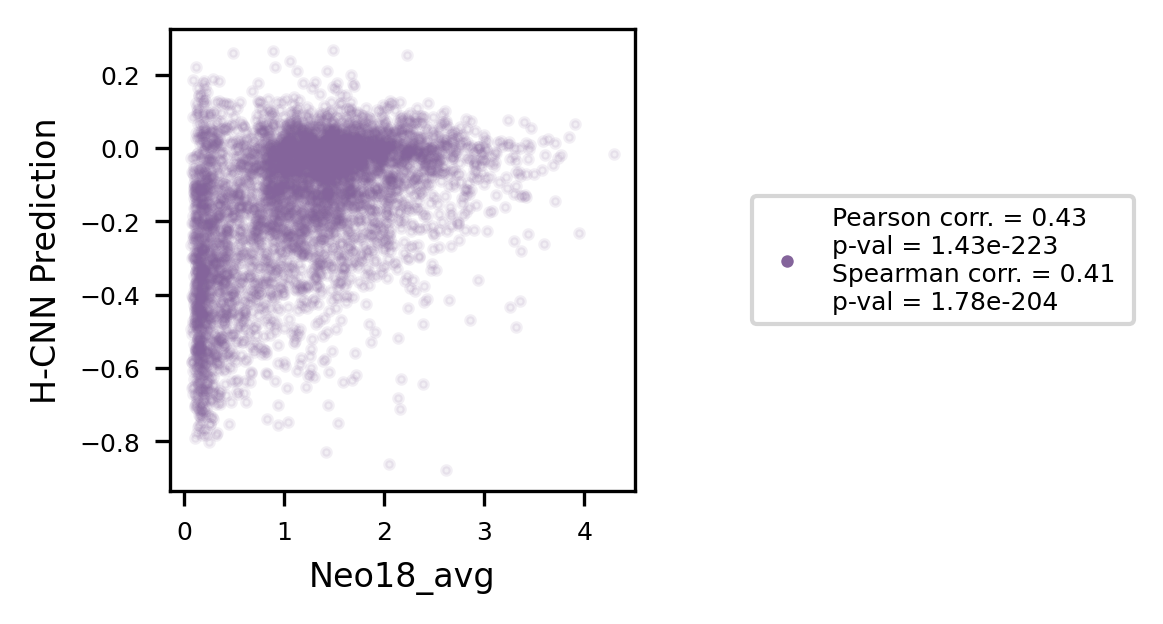 0.2
0.0
−0.2
−0.4
−0.6
−0.8
H-CNN Prediction
0 1 2 3 4
Neo18_avg
Pearson corr. = 0.43
p-val = 1.43e-223
Spearman corr. = 0.41
p-val = 1.78e-204